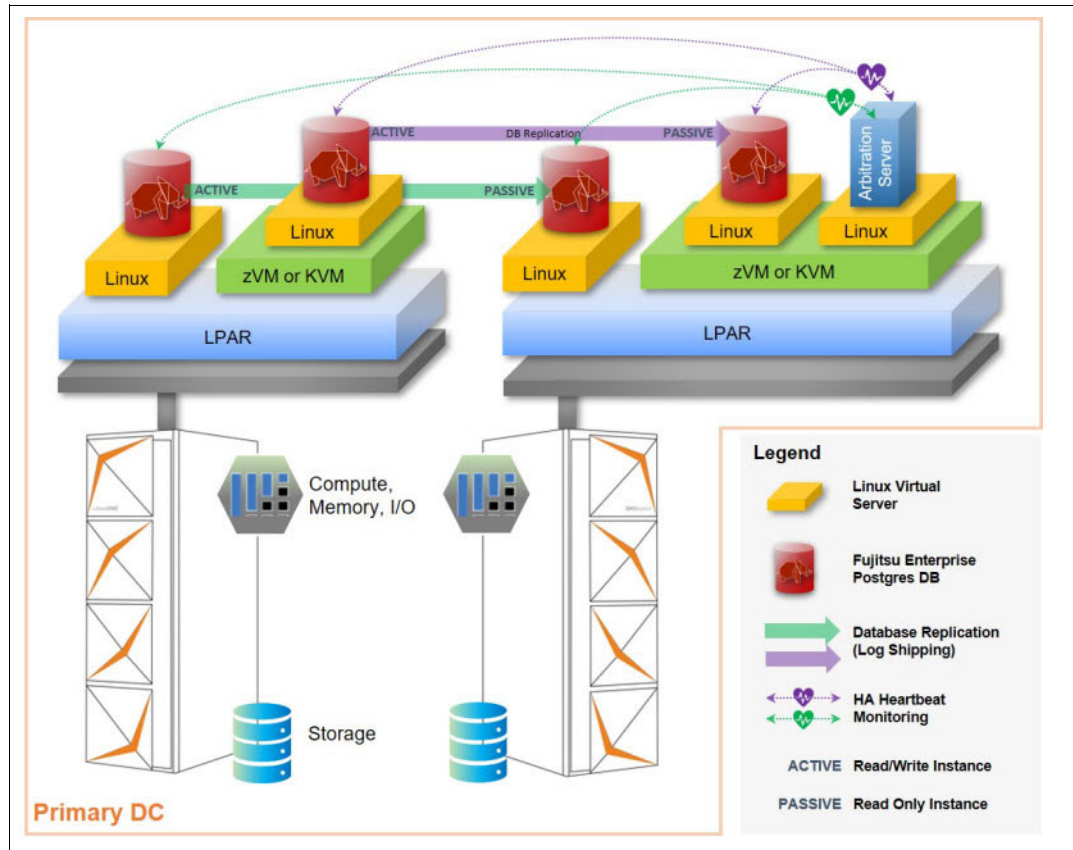 ACTIVE
DB Replication
PASSIVE
Arbitration
Server
ACTIVE
PASSIVE
Linux
Linux
Linux
Linux
Linux
zVM or KVM
zVM or KVM
LPAR
LPAR
Compute,
Memory, I/O
Storage
Primary DC
Legend
Linux Virtual
Server
Fujitsu Enterprise
Postgres DB
Database Replication
(Log Shipping)
HA Heartbeat
Monitoring
ACTIVE
Read/Write Instance
PASSIVE
Read Only Instance